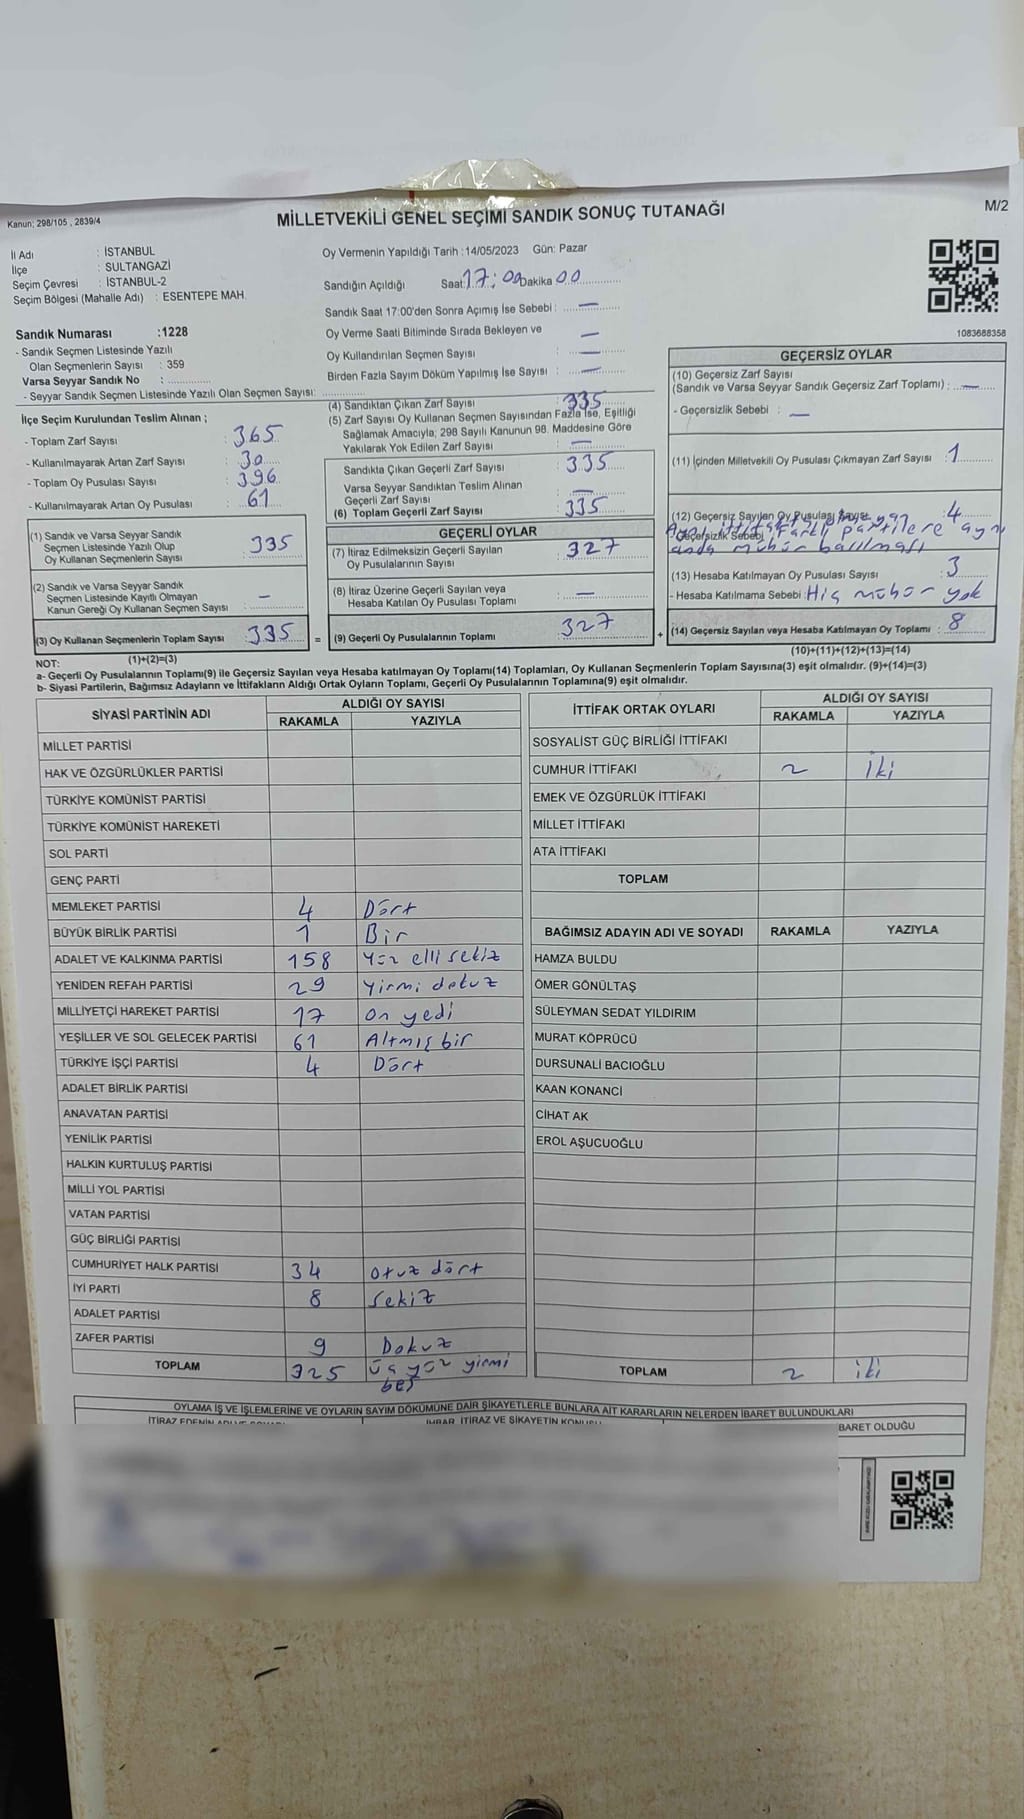 Kanun; 298/105 , 2839/4
MİLLETVEKİLİ GENEL SEÇİMİ SANDIK SONUÇ TUTANAĞI
M/2
İl Adı : İSTANBUL
İlçe : SULTANGAZİ
Seçim Çevresi : İSTANBUL-2
Seçim Bölgesi (Mahalle Adı) : ESENTEPE MAH.
Sandık Numarası :1228
- Sandık Seçmen Listesinde Yazılı
Olan Seçmenlerin Sayısı : 359
Varsa Seyyar Sandık No :
- Seyyar Sandık Seçmen Listesinde Yazılı Olan Seçmen Sayısı:
Oy Vermenin Yapıldığı Tarih :14/05/2023 Gün: Pazar
Sandığın Açıldığı Saat: 17:00 Dakika 00
Sandık Saat 17:00'den Sonra Açımış İse Sebebi : —
Oy Verme Saati Bitiminde Sırada Bekleyen ve —
Oy Kullandırılan Seçmen Sayısı : —
Birden Fazla Sayım Döküm Yapılmış İse Sayısı : —
1083688358
İlçe Seçim Kurulundan Teslim Alınan ;
- Toplam Zarf Sayısı : 365
- Kullanılmayarak Artan Zarf Sayısı : 30
- Toplam Oy Pusulası Sayısı : 396
- Kullanılmayarak Artan Oy Pusulası : 61
(4) Sandıktan Çıkan Zarf Sayısı : 335
(5) Zarf Sayısı Oy Kullanan Seçmen Sayısından Fazla İse, Eşitliği
Sağlamak Amacıyla; 298 Sayılı Kanunun 98. Maddesine Göre
Yakılarak Yok Edilen Zarf Sayısı : —
Sandıkta Çıkan Geçerli Zarf Sayısı : 335
Varsa Seyyar Sandıktan Teslim Alınan
Geçerli Zarf Sayısı : —
(6) Toplam Geçerli Zarf Sayısı : 335
GEÇERSİZ OYLAR
(10) Geçersiz Zarf Sayısı
(Sandık ve Varsa Seyyar Sandık Geçersiz Zarf Toplamı) : —
- Geçersizlik Sebebi : —
(11) İçinden Milletvekili Oy Pusulası Çıkmayan Zarf Sayısı : 1
(12) Geçersiz Sayılan Oy Pusulası Sayısı : 4
- Geçersizlik Sebebi farklı partilere aynı
anda mühür basılması
(13) Hesaba Katılmayan Oy Pusulası Sayısı : 3
- Hesaba Katılmama Sebebi : Hiç mühür yok
(14) Geçersiz Sayılan veya Hesaba Katılmayan Oy Toplamı : 8
(10)+(11)+(12)+(13)=(14)
(1) Sandık ve Varsa Seyyar Sandık
Seçmen Listesinde Yazılı Olup
Oy Kullanan Seçmenlerin Sayısı : 335
(2) Sandık ve Varsa Seyyar Sandık
Seçmen Listesinde Kayıtlı Olmayan
Kanun Gereği Oy Kullanan Seçmen Sayısı : —
(3) Oy Kullanan Seçmenlerin Toplam Sayısı : 335
=
(1)+(2)=(3)
GEÇERLİ OYLAR
(7) İtiraz Edilmeksizin Geçerli Sayılan
Oy Pusulalarının Sayısı : 327
(8) İtiraz Üzerine Geçerli Sayılan veya
Hesaba Katılan Oy Pusulası Toplamı : —
(9) Geçerli Oy Pusulalarının Toplamı : 327
+
NOT:
a- Geçerli Oy Pusulalarının Toplamı(9) ile Geçersiz Sayılan veya Hesaba katılmayan Oy Toplamı(14) Toplamları, Oy Kullanan Seçmenlerin Toplam Sayısına(3) eşit olmalıdır. (9)+(14)=(3)
b- Siyasi Partilerin, Bağımsız Adayların ve İttifakların Aldığı Ortak Oyların Toplamı, Geçerli Oy Pusulalarının Toplamına(9) eşit olmalıdır.
SİYASİ PARTİNİN ADI ALDIĞI OY SAYISI
RAKAMLA YAZIYLA
MİLLET PARTİSİ
HAK VE ÖZGÜRLÜKLER PARTİSİ
TÜRKİYE KOMÜNİST PARTİSİ
TÜRKİYE KOMÜNİST HAREKETİ
SOL PARTİ
GENÇ PARTİ
MEMLEKET PARTİSİ 4 Dört
BÜYÜK BİRLİK PARTİSİ 1 Bir
ADALET VE KALKINMA PARTİSİ 158 Yüz elli sekiz
YENİDEN REFAH PARTİSİ 29 Yirmi dokuz
MİLLİYETÇİ HAREKET PARTİSİ 17 On yedi
YEŞİLLER VE SOL GELECEK PARTİSİ 61 Altmış bir
TÜRKİYE İŞÇİ PARTİSİ 4 Dört
ADALET BİRLİK PARTİSİ
ANAVATAN PARTİSİ
YENİLİK PARTİSİ
HALKIN KURTULUŞ PARTİSİ
MİLLİ YOL PARTİSİ
VATAN PARTİSİ
GÜÇ BİRLİĞİ PARTİSİ
CUMHURİYET HALK PARTİSİ 34 Otuz dört
İYİ PARTİ 8 Sekiz
ADALET PARTİSİ
ZAFER PARTİSİ 9 Dokuz
TOPLAM 325 Üç yüz yirmi
beş
İTTİFAK ORTAK OYLARI ALDIĞI OY SAYISI
RAKAMLA YAZIYLA
SOSYALİST GÜÇ BİRLİĞİ İTTİFAKI
CUMHUR İTTİFAKI 2 İki
EMEK VE ÖZGÜRLÜK İTTİFAKI
MİLLET İTTİFAKI
ATA İTTİFAKI
TOPLAM
BAĞIMSIZ ADAYIN ADI VE SOYADI RAKAMLA YAZIYLA
HAMZA BULDU
ÖMER GÖNÜLTAŞ
SÜLEYMAN SEDAT YILDIRIM
MURAT KÖPRÜCÜ
DURSUNALİ BACIOĞLU
KAAN KONANCİ
CİHAT AK
EROL AŞUCUOĞLU
TOPLAM 2 iki
OYLAMA İŞ VE İŞLEMLERİNE VE OYLARIN SAYIM DÖKÜMÜNE DAİR ŞİKAYETLERLE BUNLARA AİT KARARLARIN NELERDEN İBARET BULUNDUKLARI
İTİRAZ EDENİN İHBAR, İTİRAZ VE ŞİKAYETİN KONUSU BARET OLDUĞU